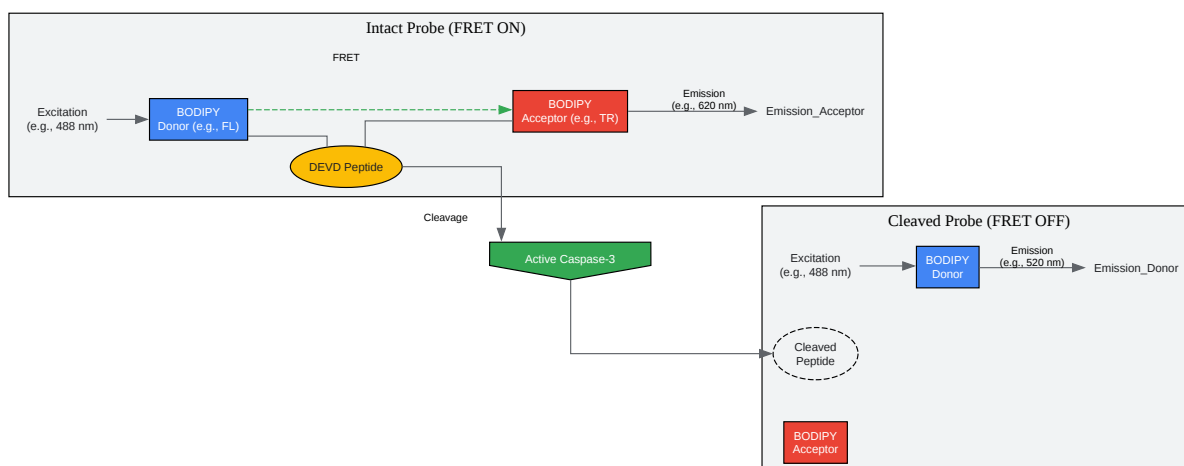 Intact Probe (FRET ON)
FRET
Excitation
(e.g., 488 nm)
BODIPY
Donor (e.g., FL)
BODIPY
Acceptor (e.g., TR)
Emission
(e.g., 620 nm)
Emission_Acceptor
DEVD Peptide
Cleavage
Active Caspase-3
Cleaved Probe (FRET OFF)
Excitation
(e.g., 488 nm)
BODIPY
Donor
Emission
(e.g., 520 nm)
Emission_Donor
Cleaved
Peptide
BODIPY
Acceptor